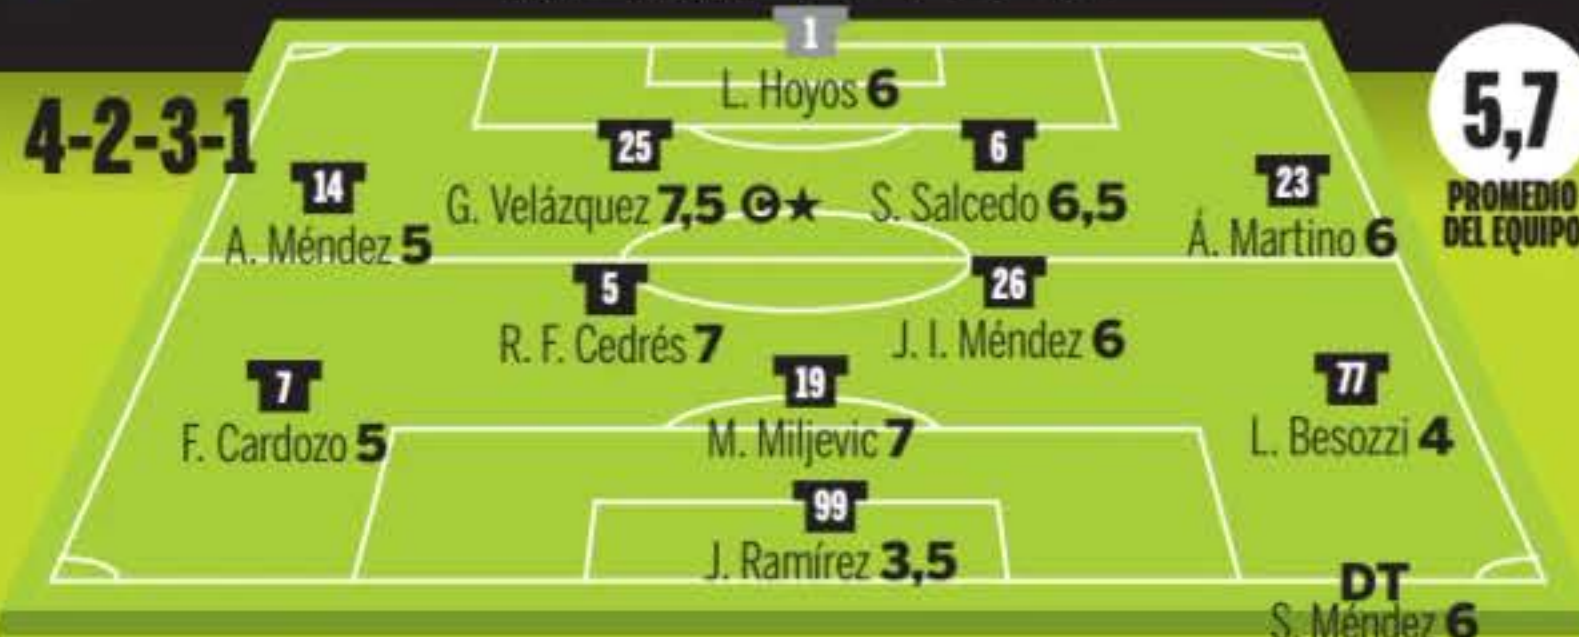 1
L. Hoyos 6
4-2-3-1
5,7
PROMEDIO
DEL EQUIPO
14
A. Méndez 5
25
G. Velázquez 7,5 C★
6
S. Salcedo 6,5
23
Á. Martino 6
5
R. F. Cedrés 7
26
J. I. Méndez 6
7
F. Cardozo 5
19
M. Miljevic 7
77
L. Besozzi 4
99
J. Ramírez 3,5
DT
S. Méndez 6